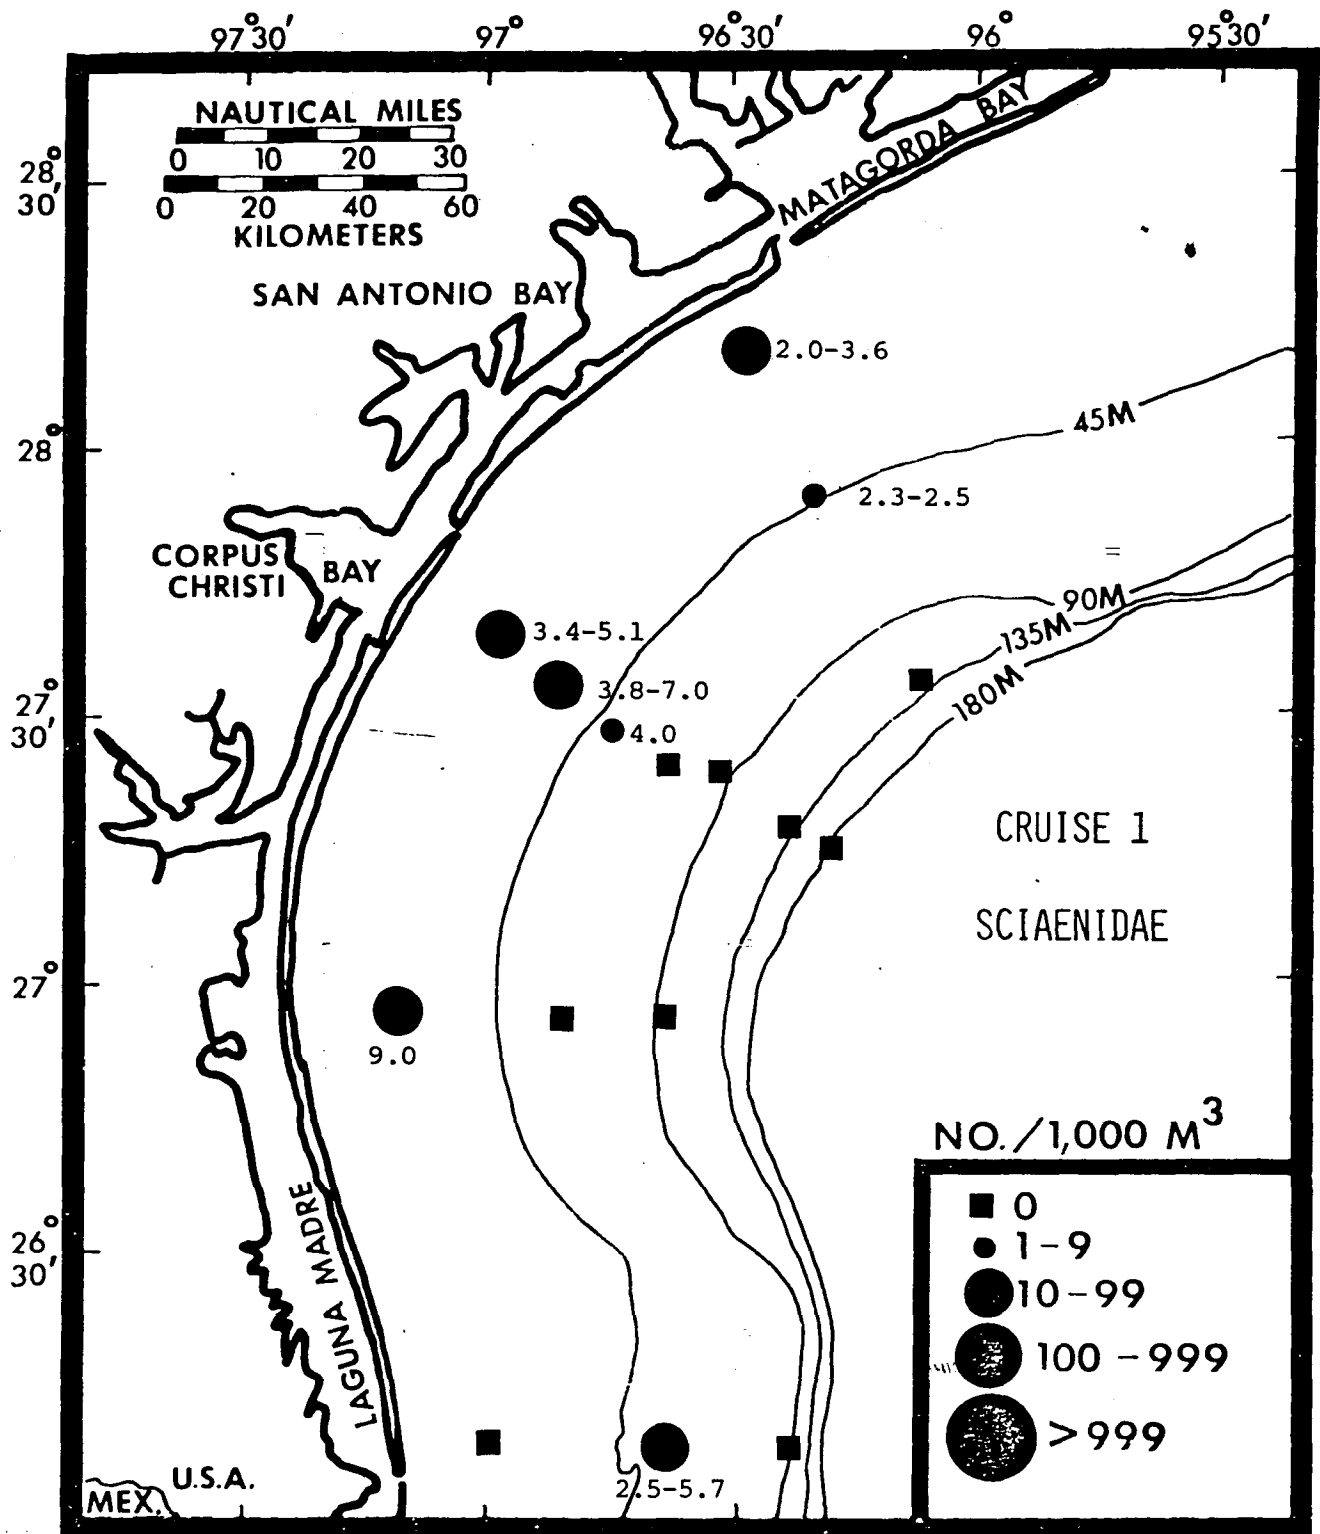 97°30' 97° 96°30' 96° 95°30'
NAUTICAL MILES
0 10 20 30
0 20 40 60
KILOMETERS
28°
30'
MATAGORDA BAY
SAN ANTONIO BAY
2.0-3.6
28°
45M
2.3-2.5
CORPUS
CHRISTI BAY
90M
3.4-5.1
135M
27°
30'
3.8-7.0
180M
4.0
CRUISE 1
SCIAENIDAE
27°
9.0
NO./1,000 M³
LAGUNA MADRE
26°
30'
0
1-9
10-99
100-999
>999
2.5-5.7
U.S.A.
MEX.